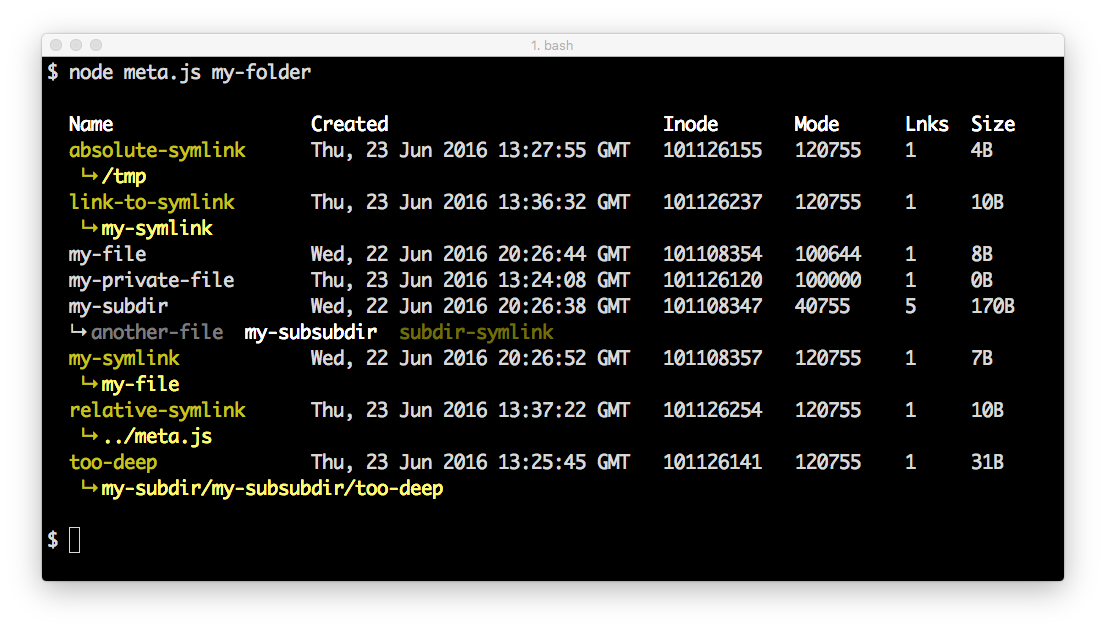 1. bash
$ node meta.js my-folder
Name Created Inode Mode Lnks Size
absolute-symlink Thu, 23 Jun 2016 13:27:55 GMT 101126155 120755 1 4B
↳ /tmp
link-to-symlink Thu, 23 Jun 2016 13:36:32 GMT 101126237 120755 1 10B
↳ my-symlink
my-file Wed, 22 Jun 2016 20:26:44 GMT 101108354 100644 1 8B
my-private-file Thu, 23 Jun 2016 13:24:08 GMT 101126120 100000 1 0B
my-subdir Wed, 22 Jun 2016 20:26:38 GMT 101108347 40755 5 170B
↳ another-file my-subsubdir subdir-symlink
my-symlink Wed, 22 Jun 2016 20:26:52 GMT 101108357 120755 1 7B
↳ my-file
relative-symlink Thu, 23 Jun 2016 13:37:22 GMT 101126254 120755 1 10B
↳ ../meta.js
too-deep Thu, 23 Jun 2016 13:25:45 GMT 101126141 120755 1 31B
↳ my-subdir/my-subsubdir/too-deep
$